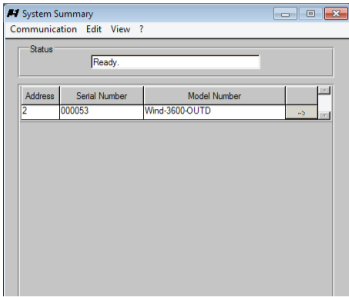 System Summary
Communication Edit View ?
Status
Ready.
Address Serial Number Model Number
2 000053 Wind-3600-OUTD -->